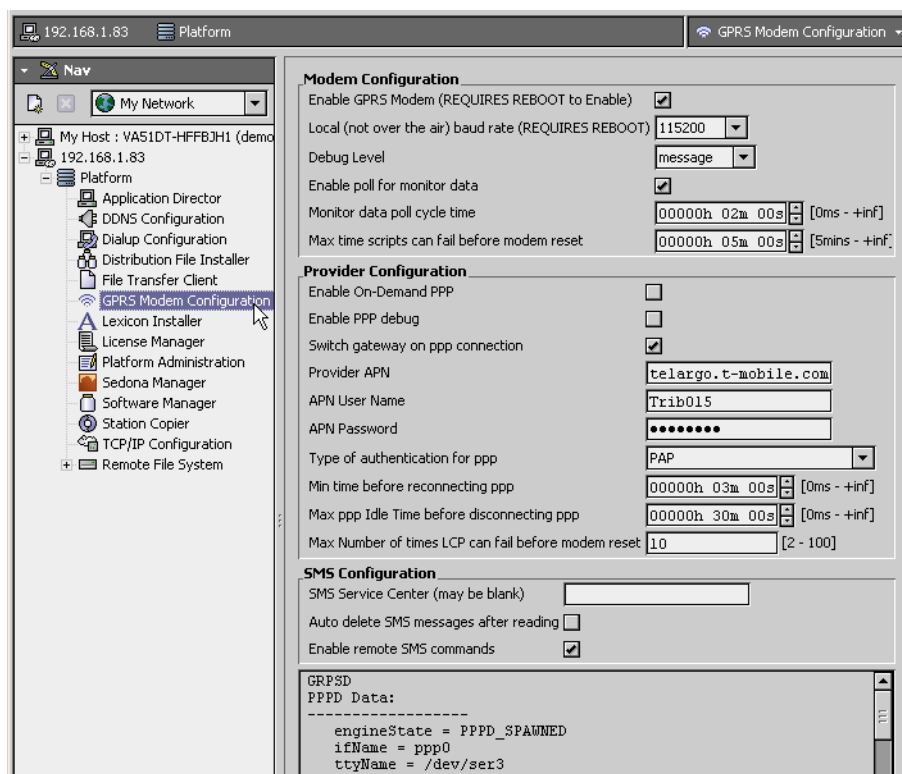 192.168.1.83 Platform GPRS Modem Configuration
Nav
My Network
My Host : VA51DT-HFFBJH1 (demo
192.168.1.83
Platform
Application Director
DDNS Configuration
Dialup Configuration
Distribution File Installer
File Transfer Client
GPRS Modem Configuration
Lexicon Installer
License Manager
Platform Administration
Sedona Manager
Software Manager
Station Copier
TCP/IP Configuration
Remote File System
Modem Configuration
Enable GPRS Modem (REQUIRES REBOOT to Enable)
Local (not over the air) baud rate (REQUIRES REBOOT) 115200
Debug Level message
Enable poll for monitor data
Monitor data poll cycle time 00000h 02m 00s [0ms - +inf]
Max time scripts can fail before modem reset 00000h 05m 00s [5mins - +inf]
Provider Configuration
Enable On-Demand PPP
Enable PPP debug
Switch gateway on ppp connection
Provider APN telargo.t-mobile.com
APN User Name Trib015
APN Password ●●●●●●●●
Type of authentication for ppp PAP
Min time before reconnecting ppp 00000h 03m 00s [0ms - +inf]
Max ppp Idle Time before disconnecting ppp 00000h 30m 00s [0ms - +inf]
Max Number of times LCP can fail before modem reset 10 [2 - 100]
SMS Configuration
SMS Service Center (may be blank)
Auto delete SMS messages after reading
Enable remote SMS commands
GRPSD
PPPD Data:
------------------
engineState = PPPD_SPAWNED
ifName = ppp0
ttyName = /dev/ser3